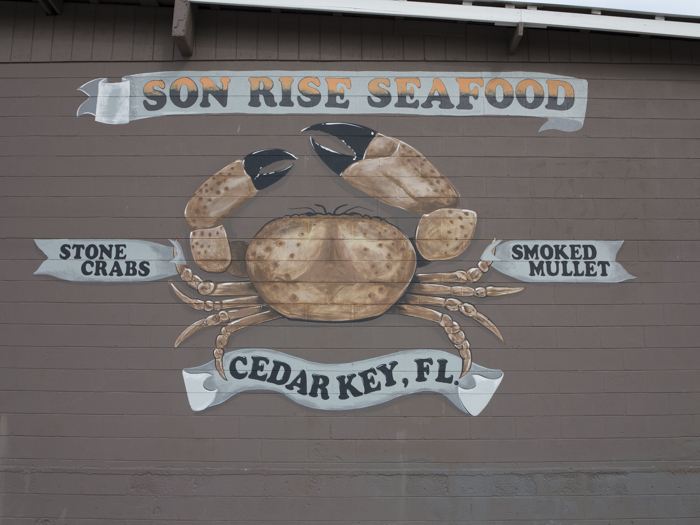 SON RISE SEAFOOD
STONE
CRABS
SMOKED
MULLET
CEDAR KEY, FL.